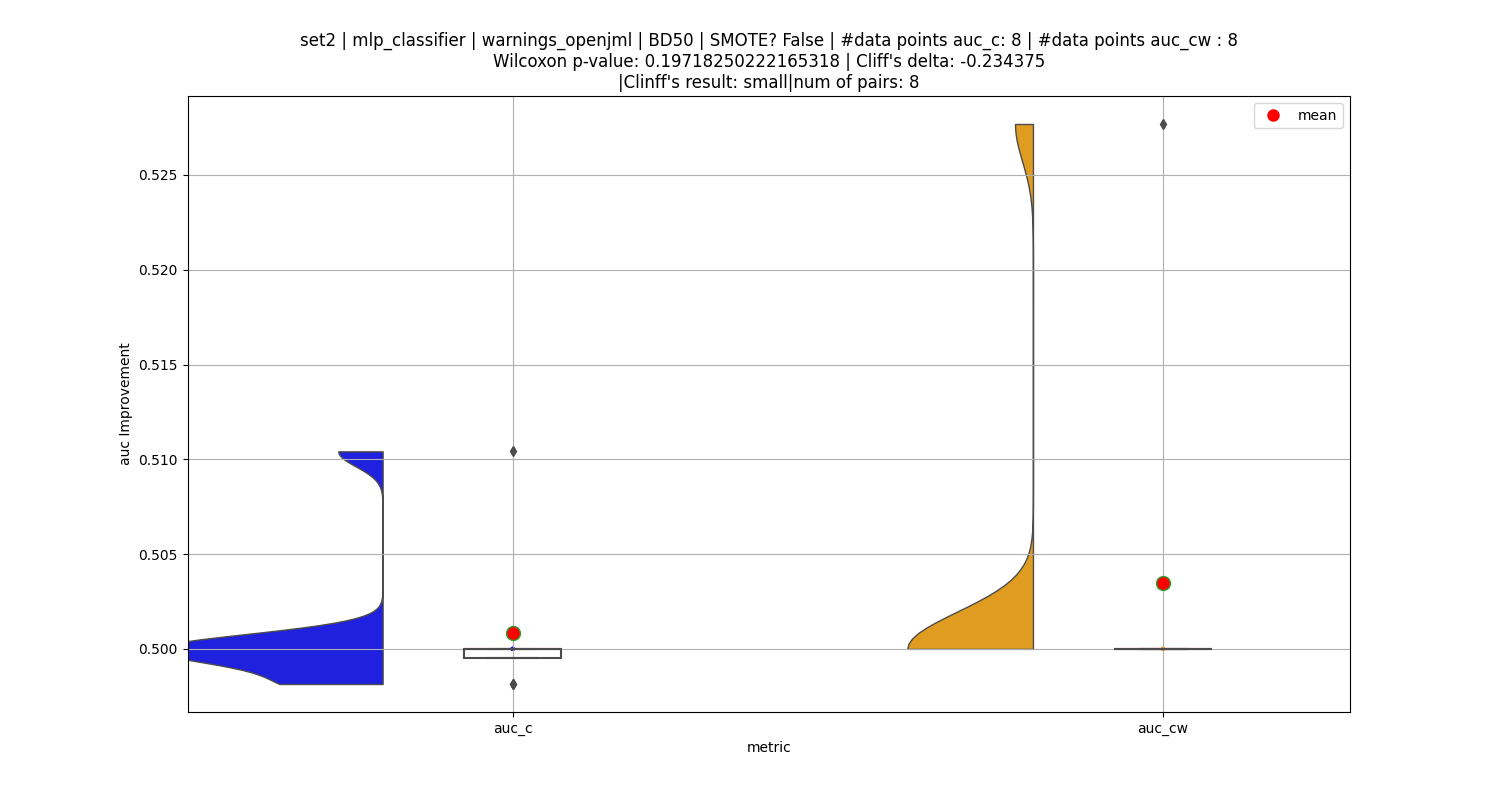 set2 | mlp_classifier | warnings_openjml | BD50 | SMOTE? False | #data points auc_c: 8 | #data points auc_cw : 8
Wilcoxon p-value: 0.19718250222165318 | Cliff's delta: -0.234375
|Clinff's result: small|num of pairs: 8
mean
0.525
0.520
0.515
0.510
0.505
0.500
auc Improvement
auc_c
auc_cw
metric